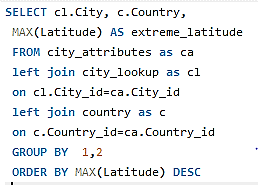 SELECT cl.City, c.Country,
MAX(Latitude) AS extreme_latitude
FROM city_attributes as ca
left join city_lookup as cl
on cl.City_id=ca.City_id
left join country as c
on c.Country_id=ca.Country_id
GROUP BY 1,2
ORDER BY MAX(Latitude) DESC